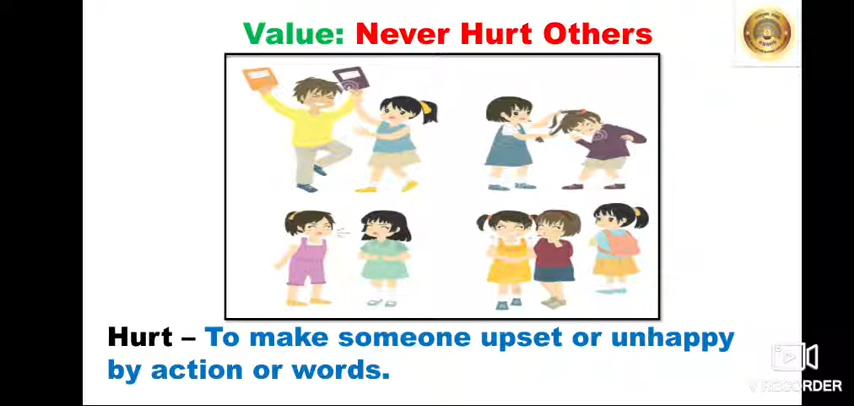 Value: Never Hurt Others
Hurt – To make someone upset or unhappy
by action or words.
V RECORDER